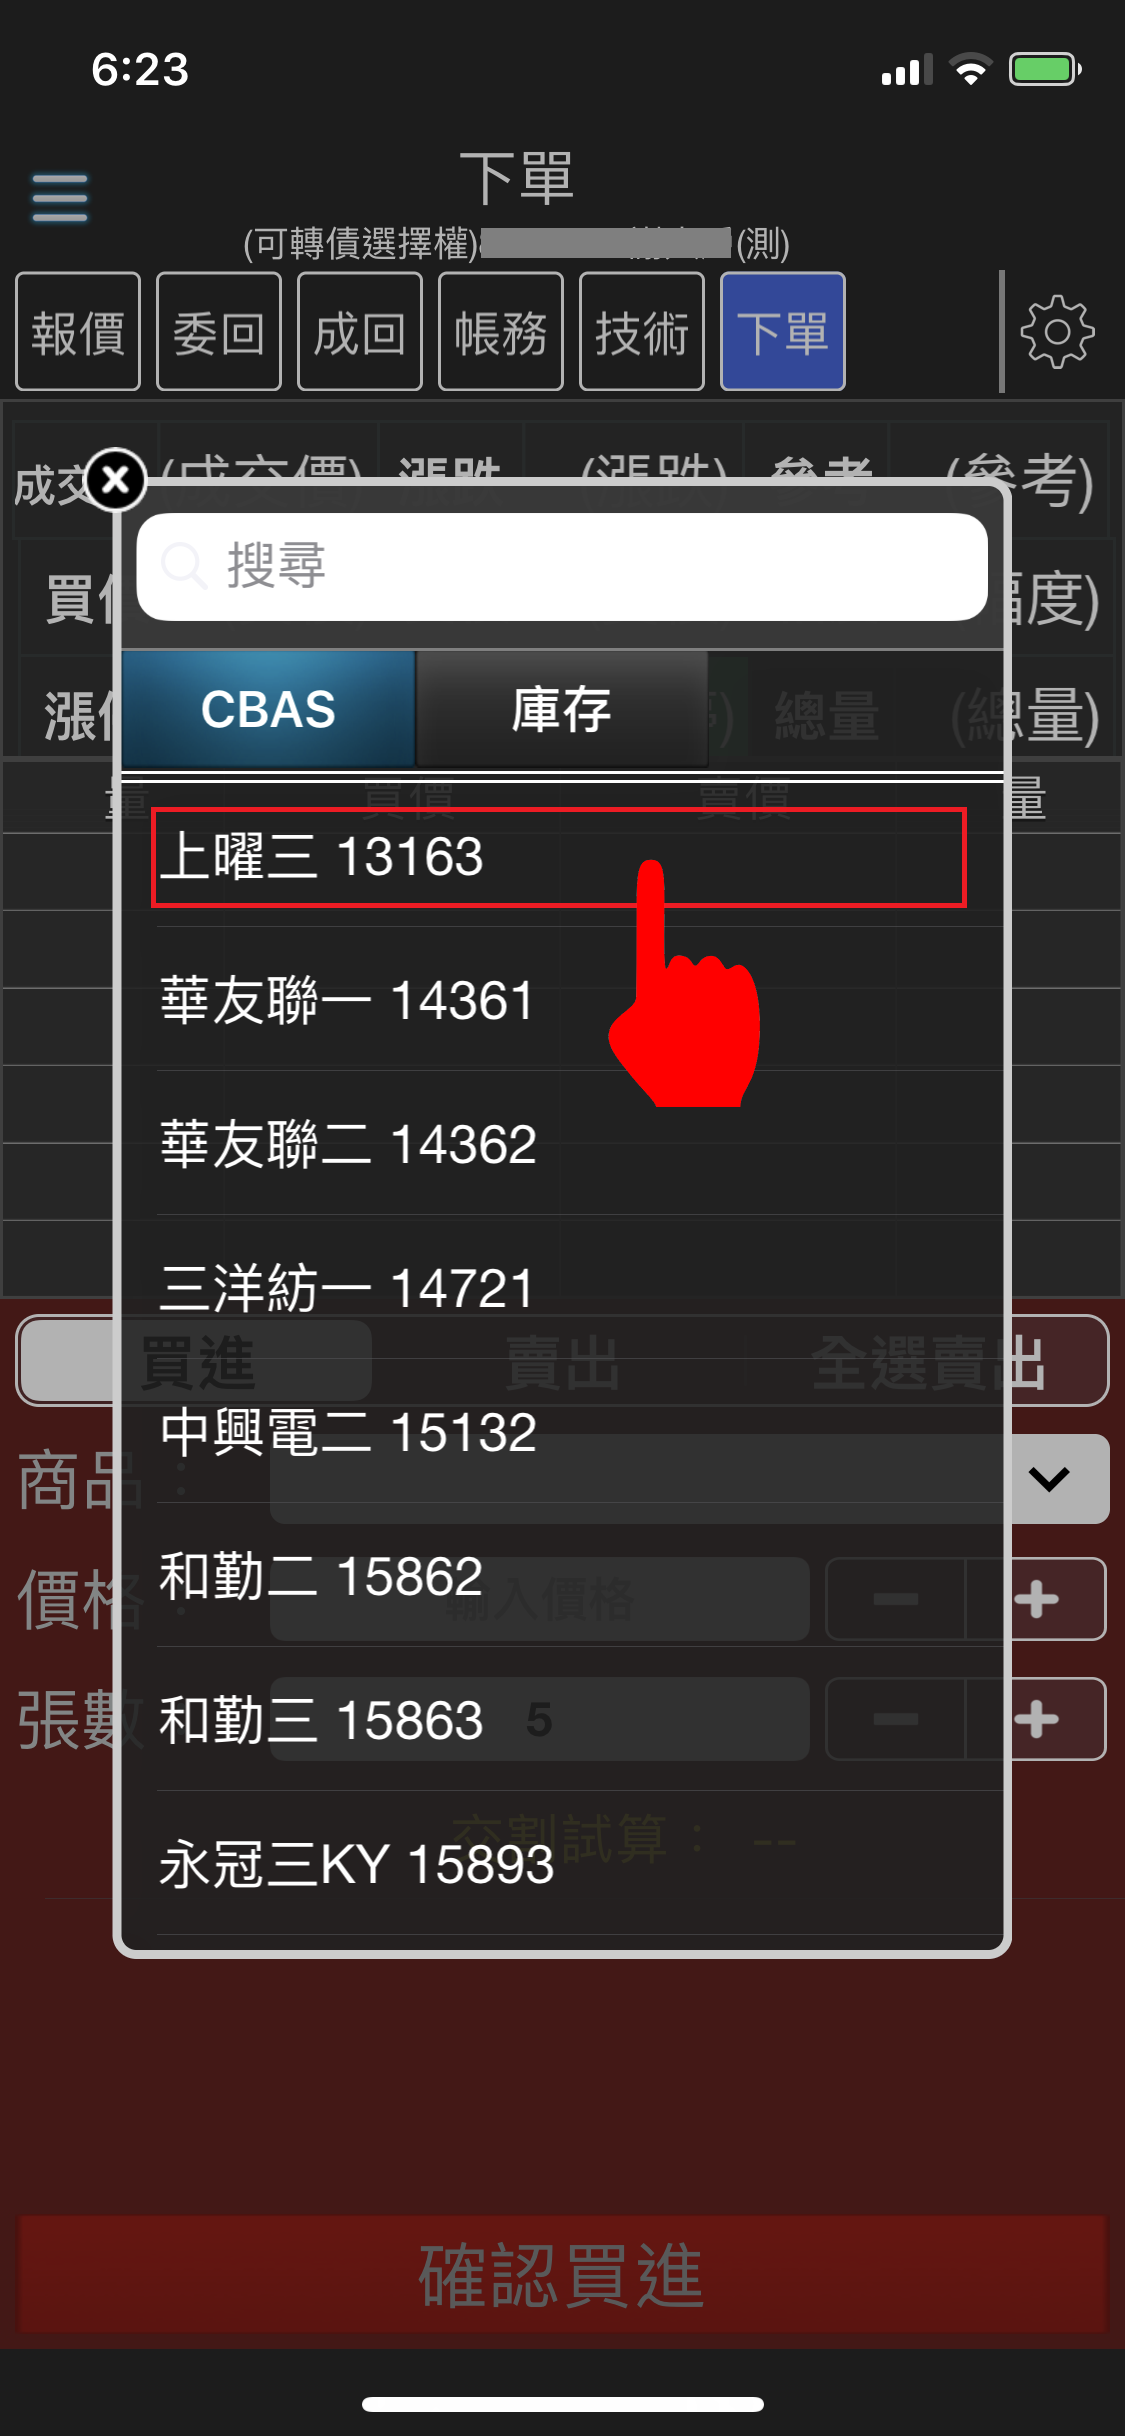 6:23
下單
(可轉債選擇權)
(測)
報價 委回 成回 帳務 技術 下單
成交 (成交價) 漲跌 (漲跌) 參考 (參考)
搜尋
買 幅度)
CBAS 庫存
漲 總量 (總量)
量 買價 賣價 量
上曜三 13163
華友聯一 14361
華友聯二 14362
三洋紡一 14721
買進 賣出 全選賣出
中興電二 15132
商品：
和勤二 15862
價格： 輸入價格
和勤三 15863
張數 5
交割試算： --
永冠三KY 15893
確認買進